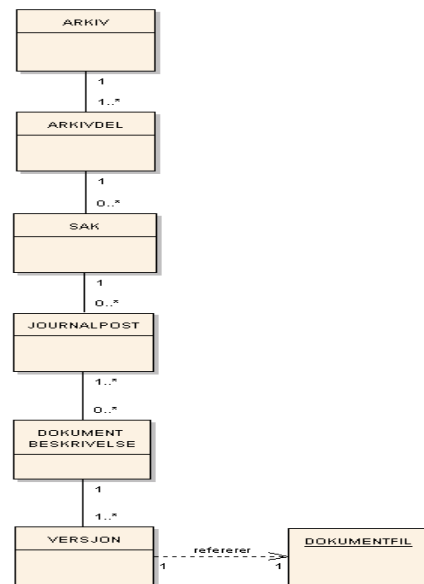 ARKIV
1
1..*
ARKIVDEL
1
0..*
SAK
1
0..*
JOURNALPOST
1..*
0..*
DOKUMENT
BESKRIVELSE
1
1..*
VERSJON
refererer
1
1
DOKUMENTFIL